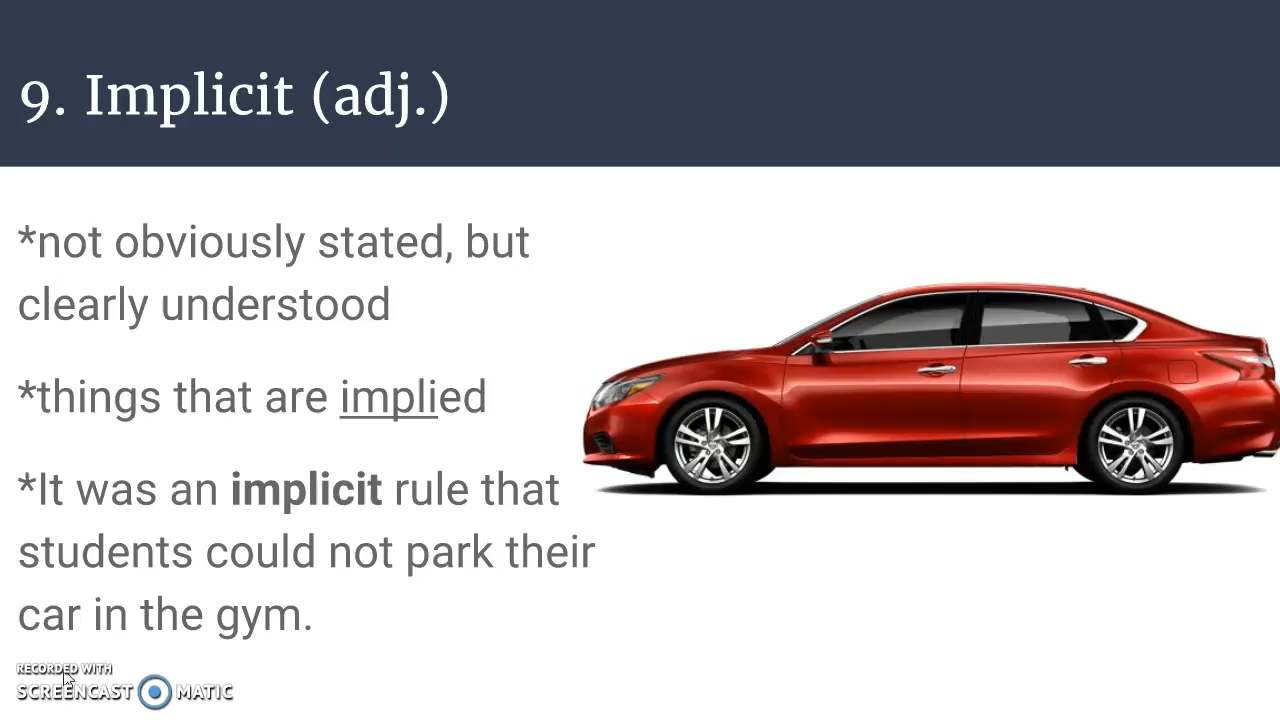 9. Implicit (adj.)
*not obviously stated, but
clearly understood
*things that are implied
*It was an implicit rule that
students could not park their
car in the gym.
RECORDED WITH
SCREENCAST MATIC